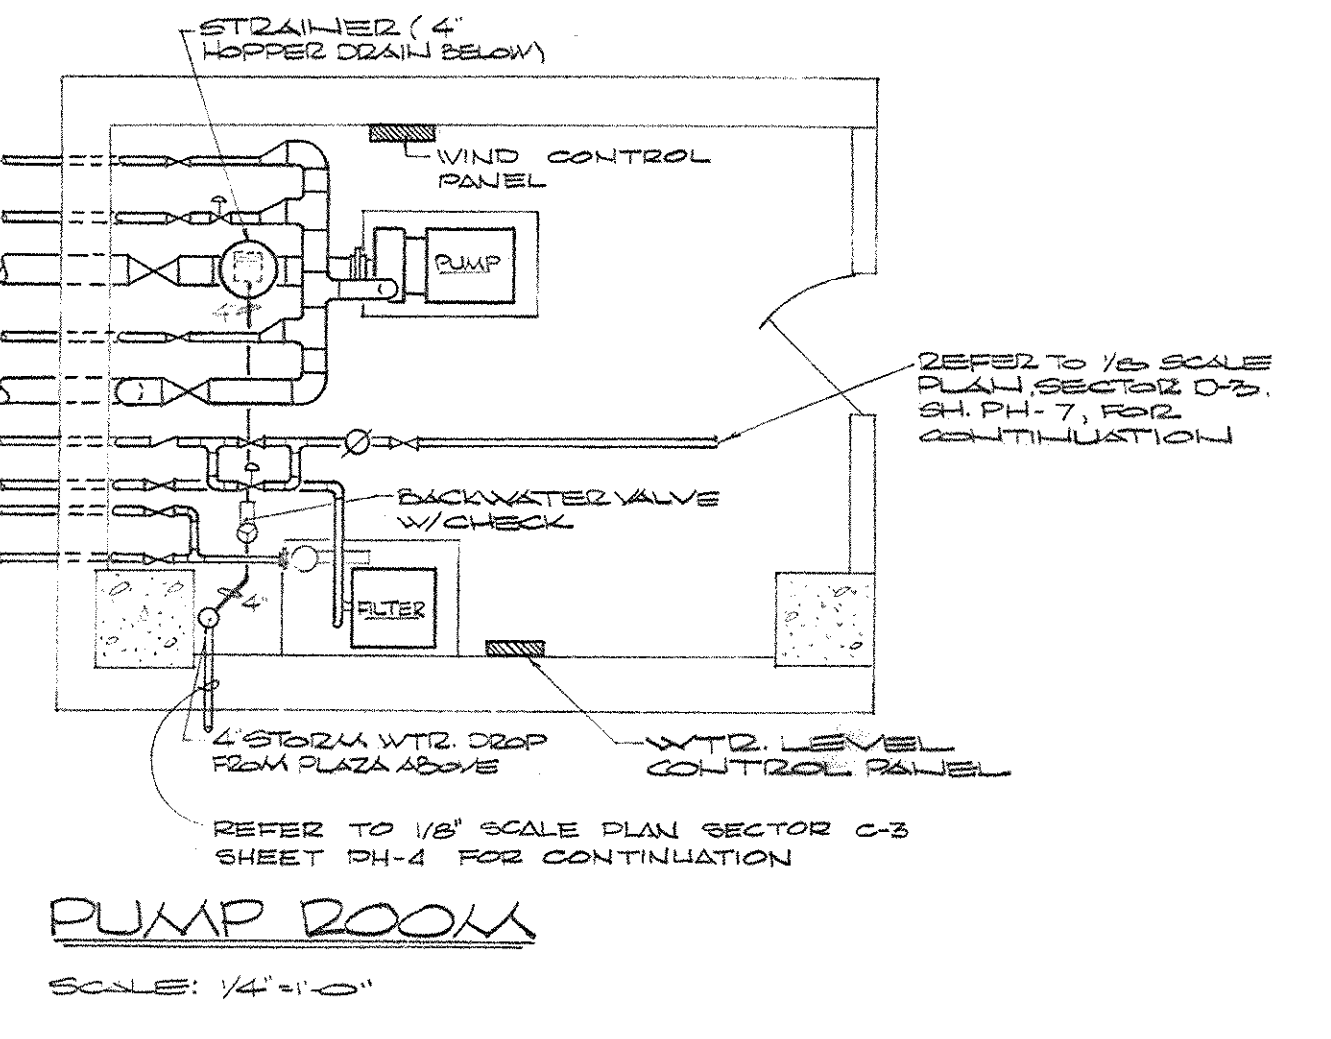 STRAINER (4"
HOPPER DRAIN BELOW)
WIND CONTROL
PANEL
PUMP
4"
REFER TO 1/8 SCALE
PLAN, SECTOR D-3,
SH. PH-7, FOR
CONTINUATION
BACKWATER VALVE
W/CHECK
4"
FILTER
4" STORM WTR. DROP
FROM PLAZA ABOVE
WTR. LEVEL
CONTROL PANEL
REFER TO 1/8" SCALE PLAN SECTOR C-3
SHEET PH-4 FOR CONTINUATION
PUMP ROOM
SCALE: 1/4"=1'-0"